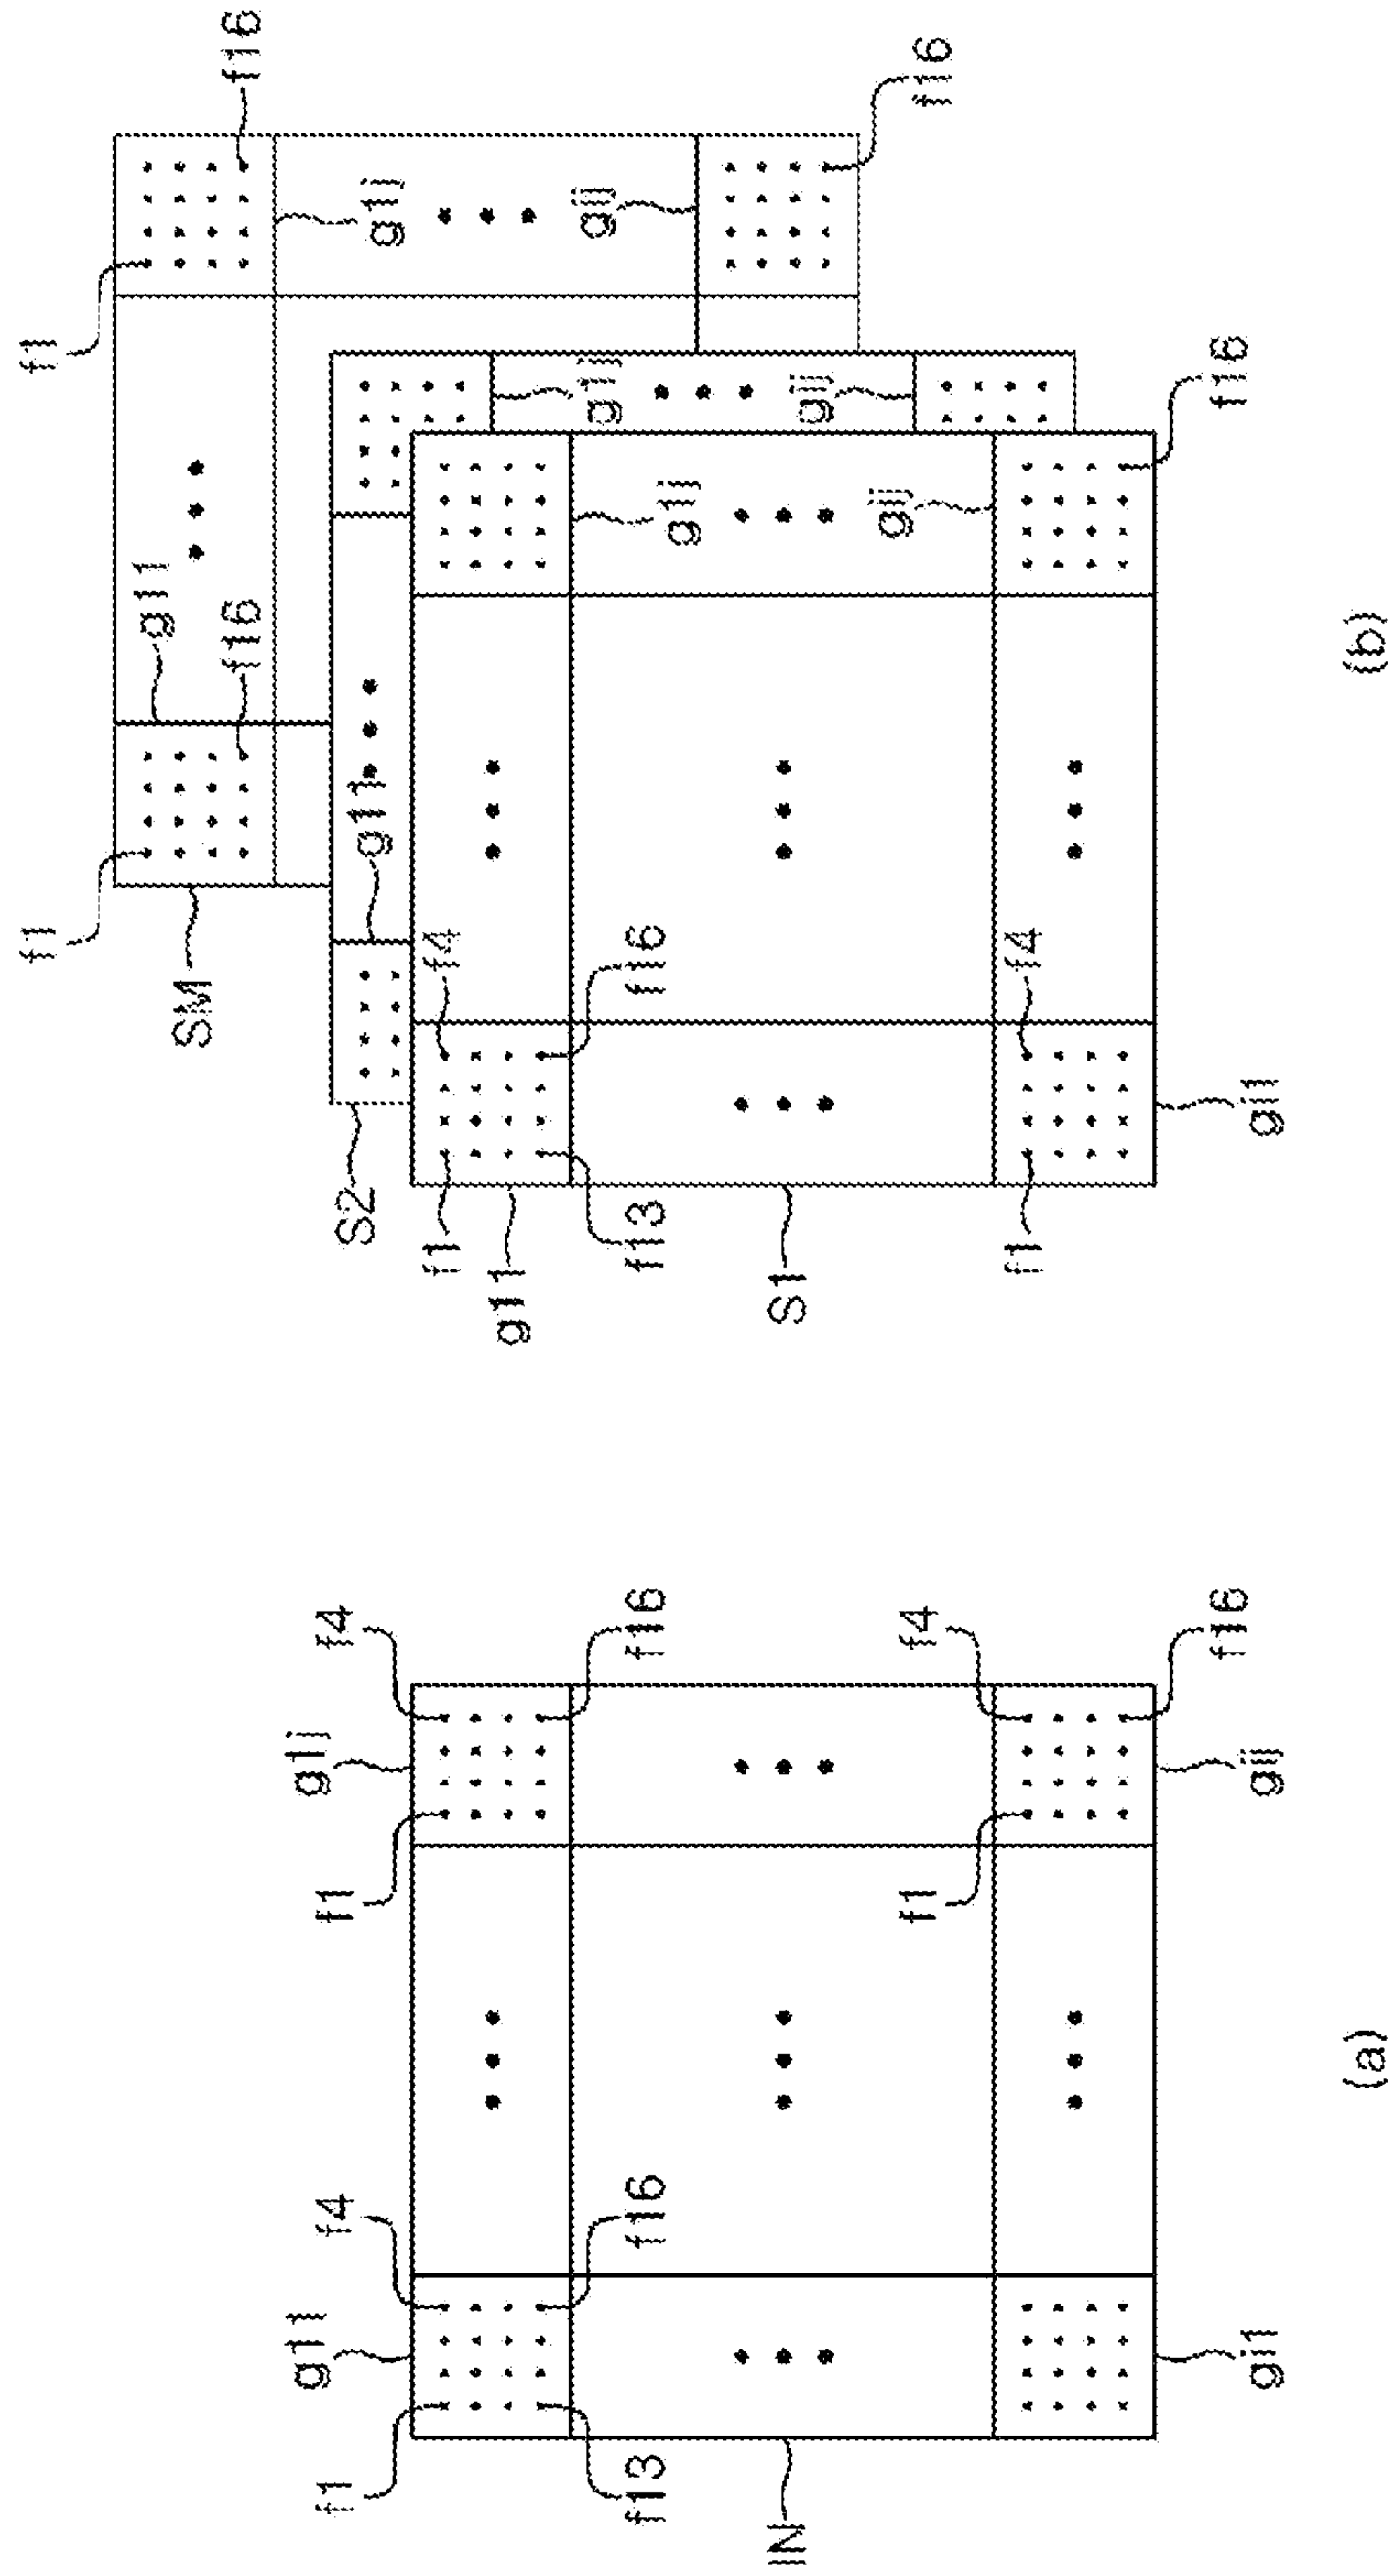 g11 g1j
f1 f4 f1 f4
f13 f16 f16
IN
f1 f4
f16
gi1 gij
(a)
f1 f1
g11
SM f16 f16
S2 g11 g1j
f1 f4
g11 g1j gij
f13 f16 g1j
S1 gij
gij f16
f1 f4
f16
gi1
(b)